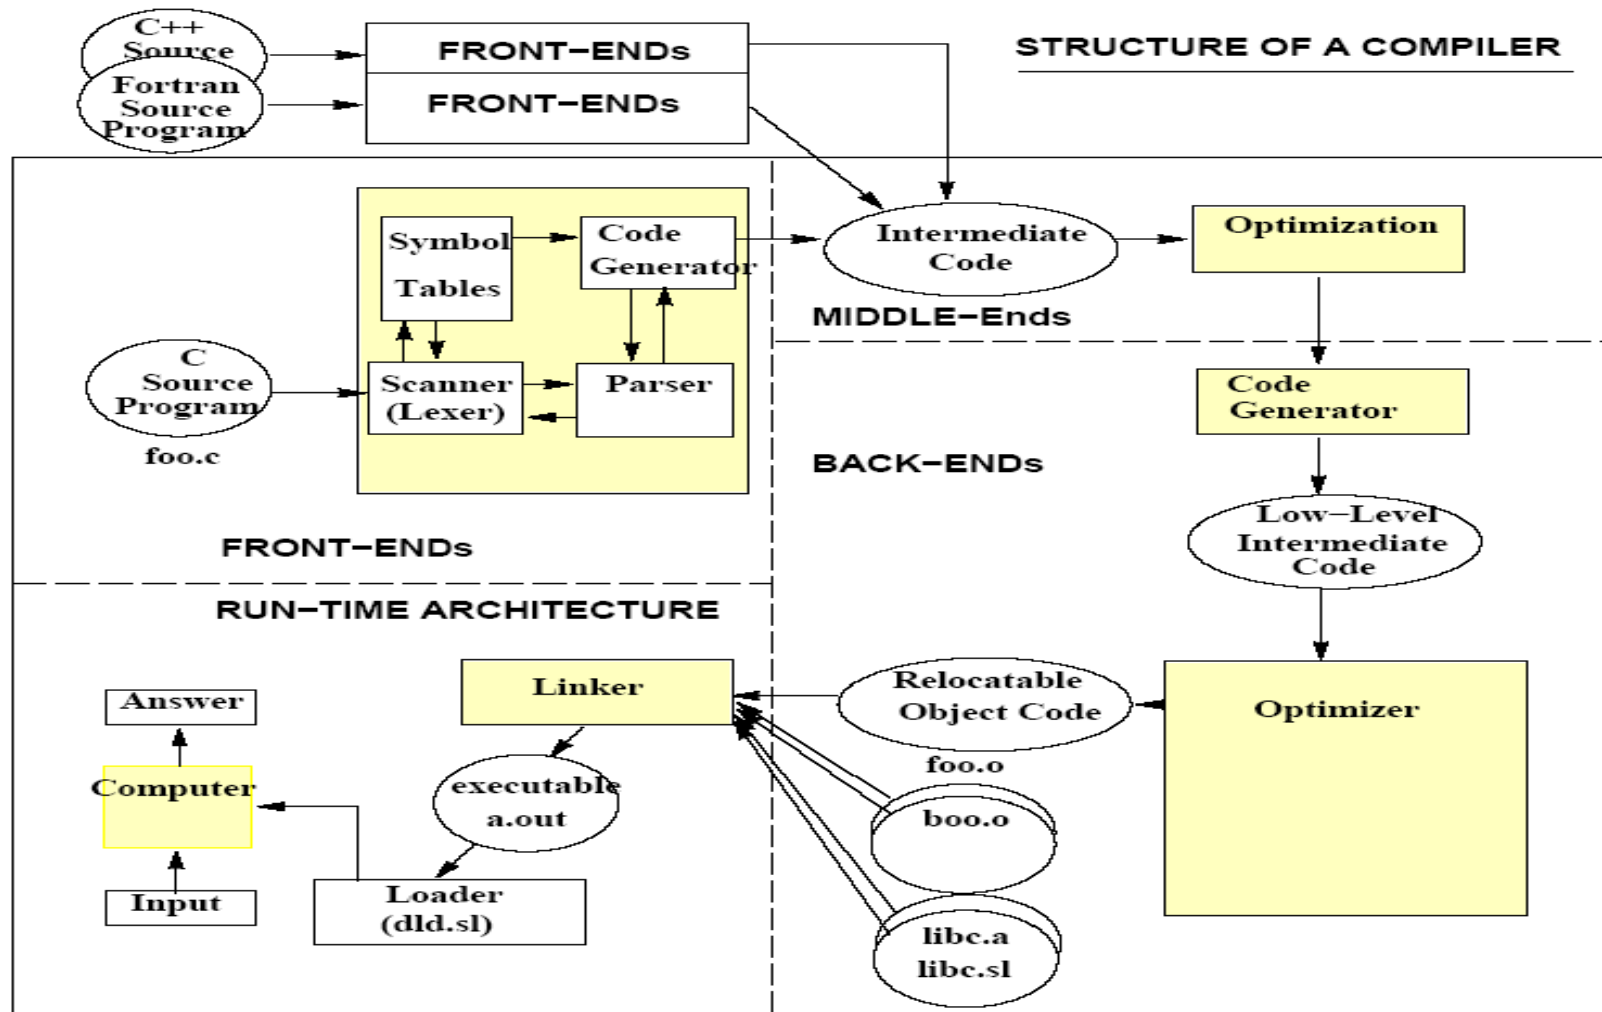 C++
Source
Fortran
Source
Program
FRONT-ENDs
FRONT-ENDs
STRUCTURE OF A COMPILER
Symbol
Tables
Code
Generator
Intermediate
Code
Optimization
MIDDLE-Ends
C
Source
Program
foo.c
Scanner
(Lexer)
Parser
Code
Generator
BACK-ENDs
Low-Level
Intermediate
Code
FRONT-ENDs
RUN-TIME ARCHITECTURE
Linker
Relocatable
Object Code
foo.o
Optimizer
Answer
Computer
Input
executable
a.out
boo.o
Loader
(dld.sl)
libc.a
libc.sl